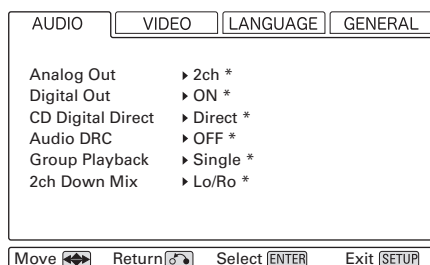 AUDIO VIDEO LANGUAGE GENERAL
Analog Out 2ch *
Digital Out ON *
CD Digital Direct Direct *
Audio DRC OFF *
Group Playback Single *
2ch Down Mix Lo/Ro *
Move Return Select ENTER Exit SETUP